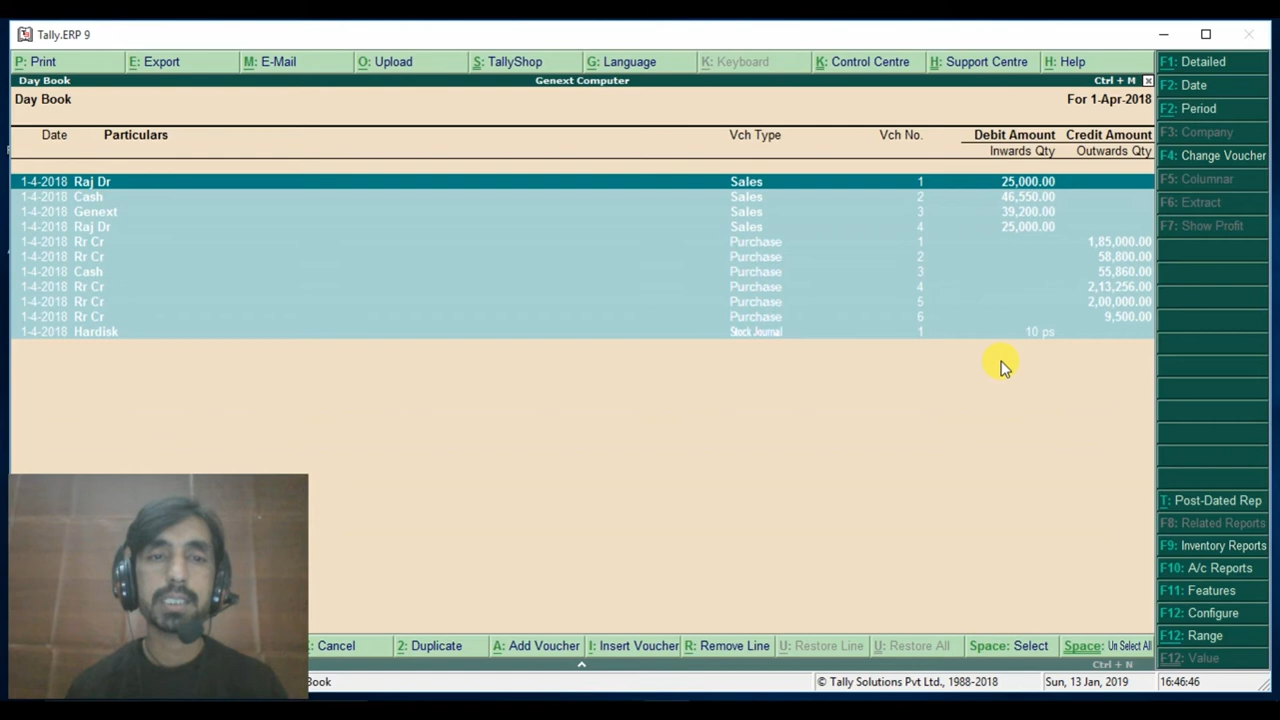 Tally.ERP 9
P: Print E: Export M: E-Mail O: Upload S: TallyShop G: Language K: Keyboard K: Control Centre H: Support Centre H: Help
Day Book Genext Computer Ctrl + M
Day Book For 1-Apr-2018
Date Particulars Vch Type Vch No. Debit Amount Credit Amount
Inwards Qty Outwards Qty
1-4-2018 Raj Dr Sales 1 25,000.00
1-4-2018 Cash Sales 2 46,550.00
1-4-2018 Genext Sales 3 39,200.00
1-4-2018 Raj Dr Sales 4 25,000.00
1-4-2018 Rr Cr Purchase 1 1,85,000.00
1-4-2018 Rr Cr Purchase 2 58,800.00
1-4-2018 Cash Purchase 3 55,860.00
1-4-2018 Rr Cr Purchase 4 2,13,256.00
1-4-2018 Rr Cr Purchase 5 2,00,000.00
1-4-2018 Rr Cr Purchase 6 9,500.00
1-4-2018 Hardisk Stock Journal 1 10 ps
F1: Detailed
F2: Date
F2: Period
F3: Company
F4: Change Voucher
F5: Columnar
F6: Extract
F7: Show Profit
T: Post-Dated Rep
F8: Related Reports
F9: Inventory Reports
F10: A/c Reports
F11: Features
F12: Configure
F12: Range
F12: Value
: Cancel 2: Duplicate A: Add Voucher I: Insert Voucher R: Remove Line U: Restore Line U: Restore All Space: Select Space: Un Select All
Ctrl + N
Book © Tally Solutions Pvt Ltd., 1988-2018 Sun, 13 Jan, 2019 16:46:46